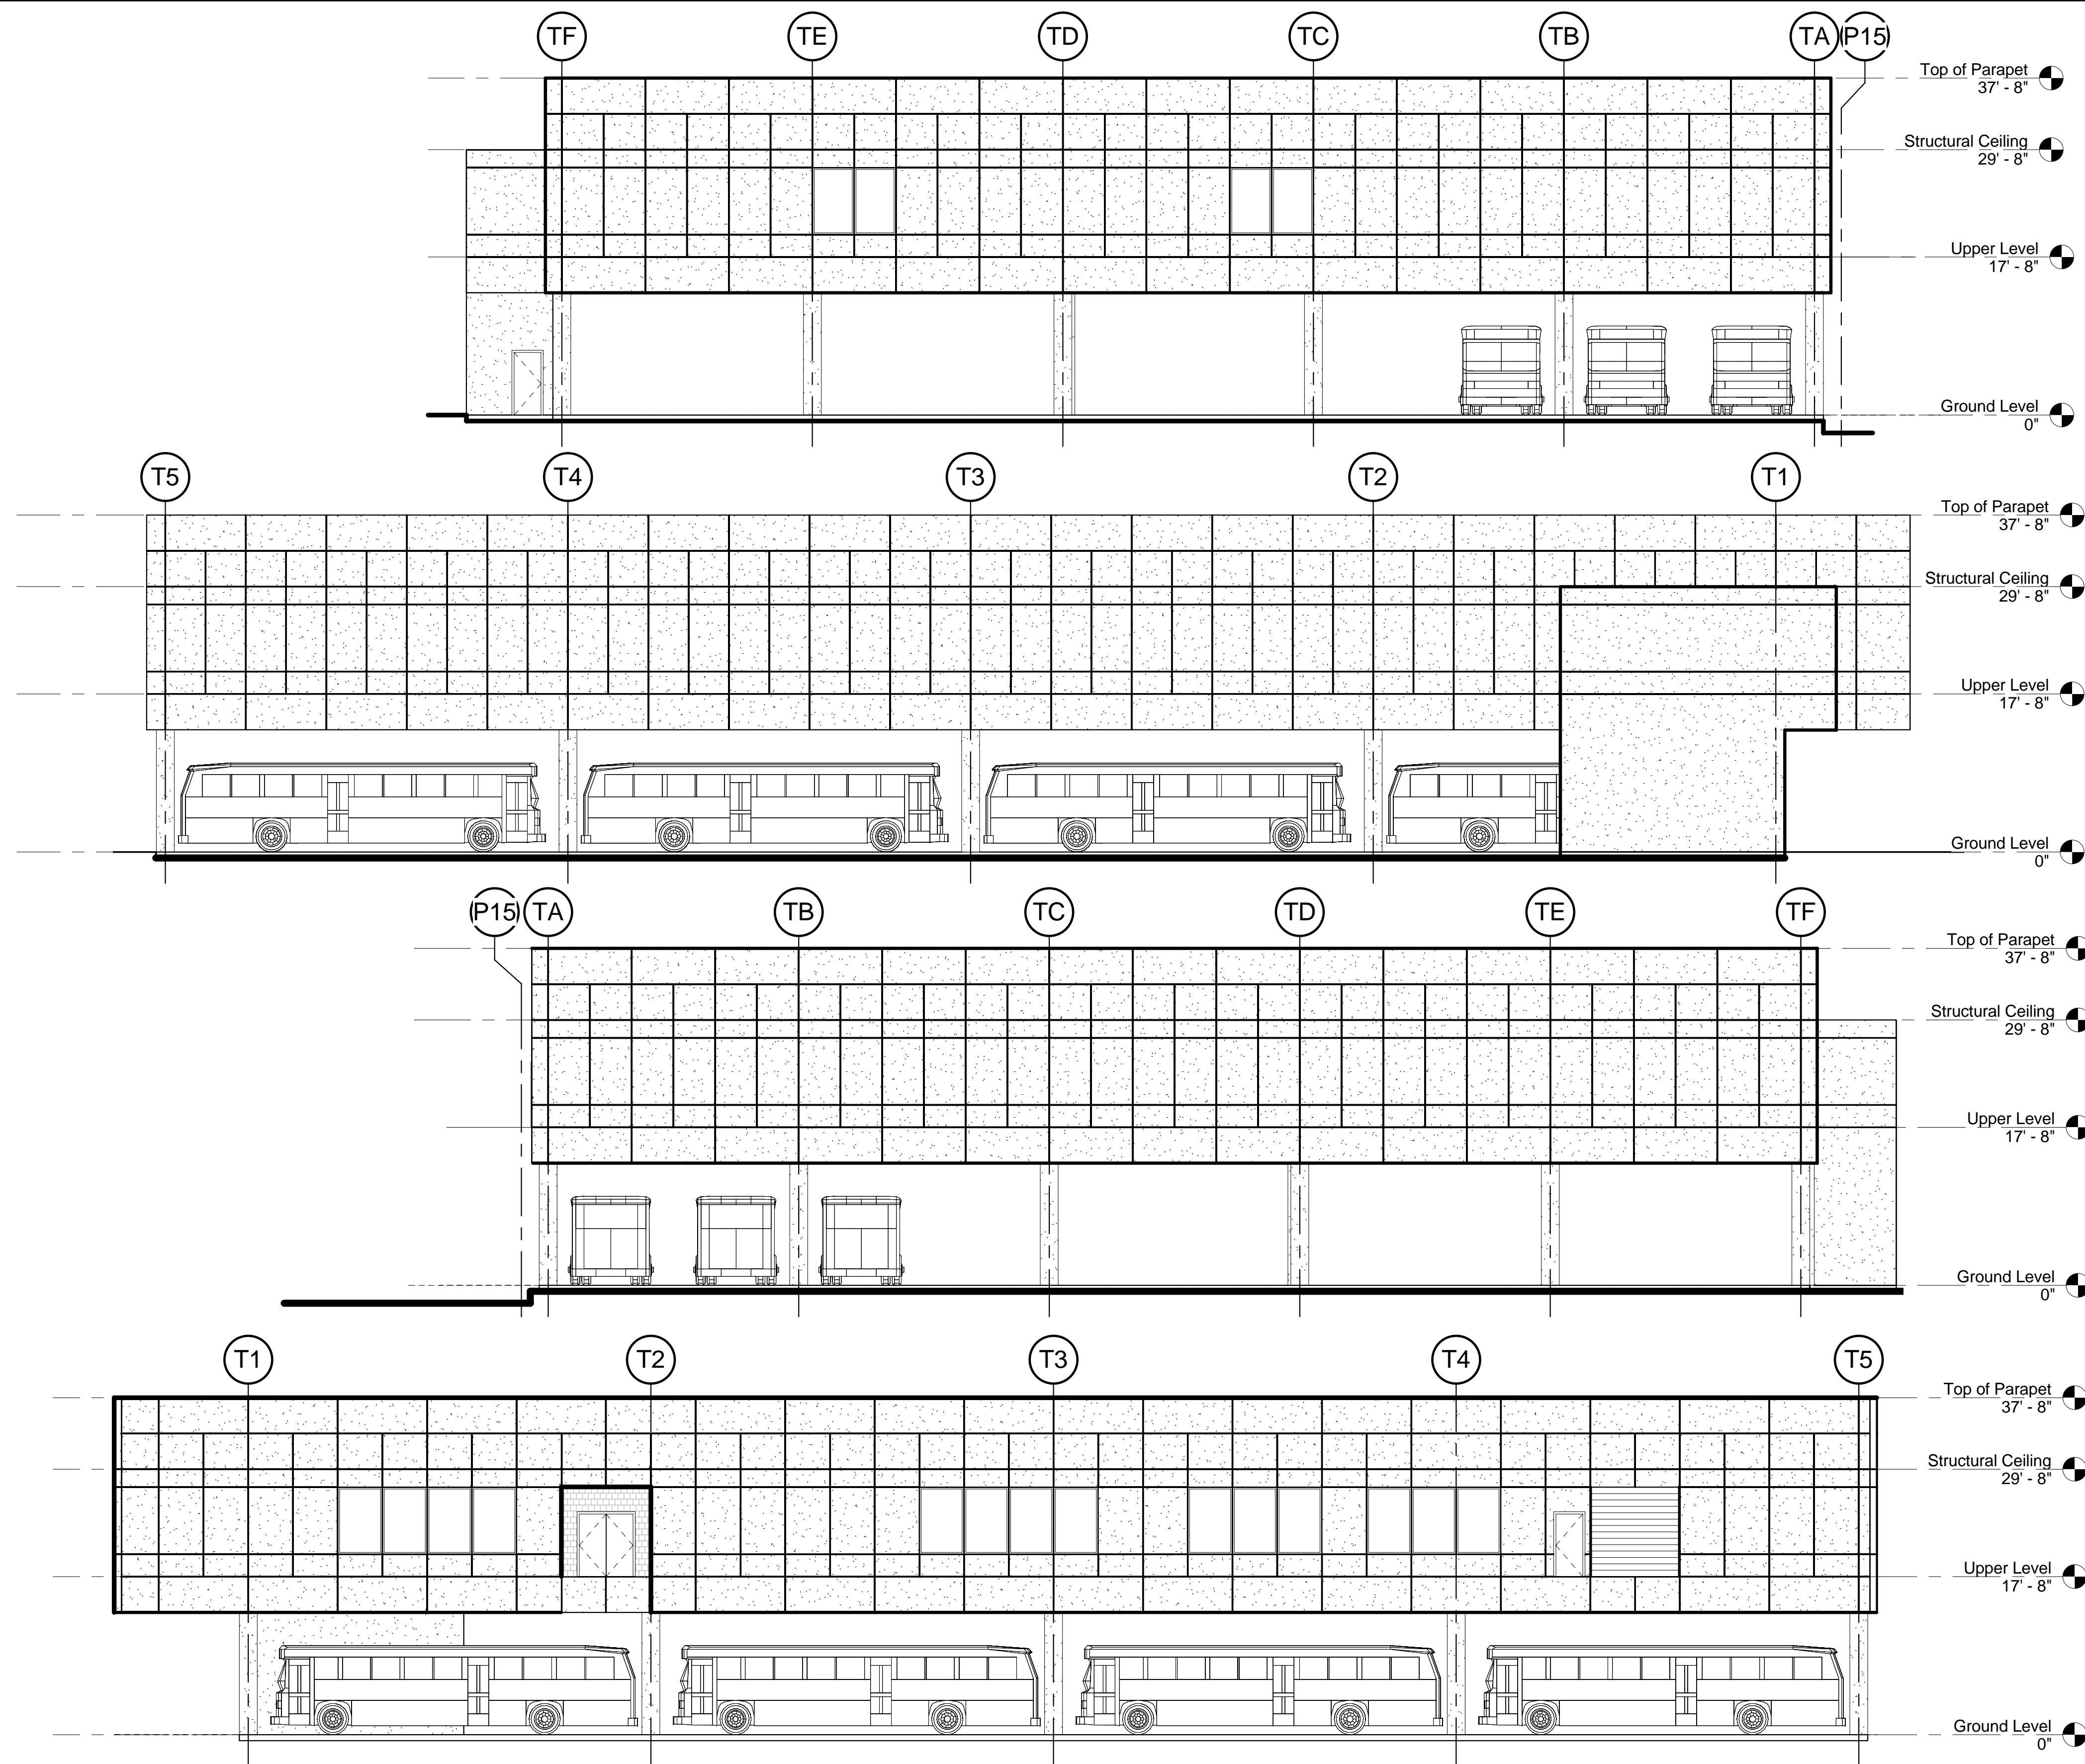 TF TE TD TC TB TA P15
Top of Parapet
37' - 8"
Structural Ceiling
29' - 8"
Upper Level
17' - 8"
Ground Level
0"
T5 T4 T3 T2 T1
Top of Parapet
37' - 8"
Structural Ceiling
29' - 8"
Upper Level
17' - 8"
Ground Level
0"
P15 TA TB TC TD TE TF
Top of Parapet
37' - 8"
Structural Ceiling
29' - 8"
Upper Level
17' - 8"
Ground Level
0"
T1 T2 T3 T4 T5
Top of Parapet
37' - 8"
Structural Ceiling
29' - 8"
Upper Level
17' - 8"
Ground Level
0"